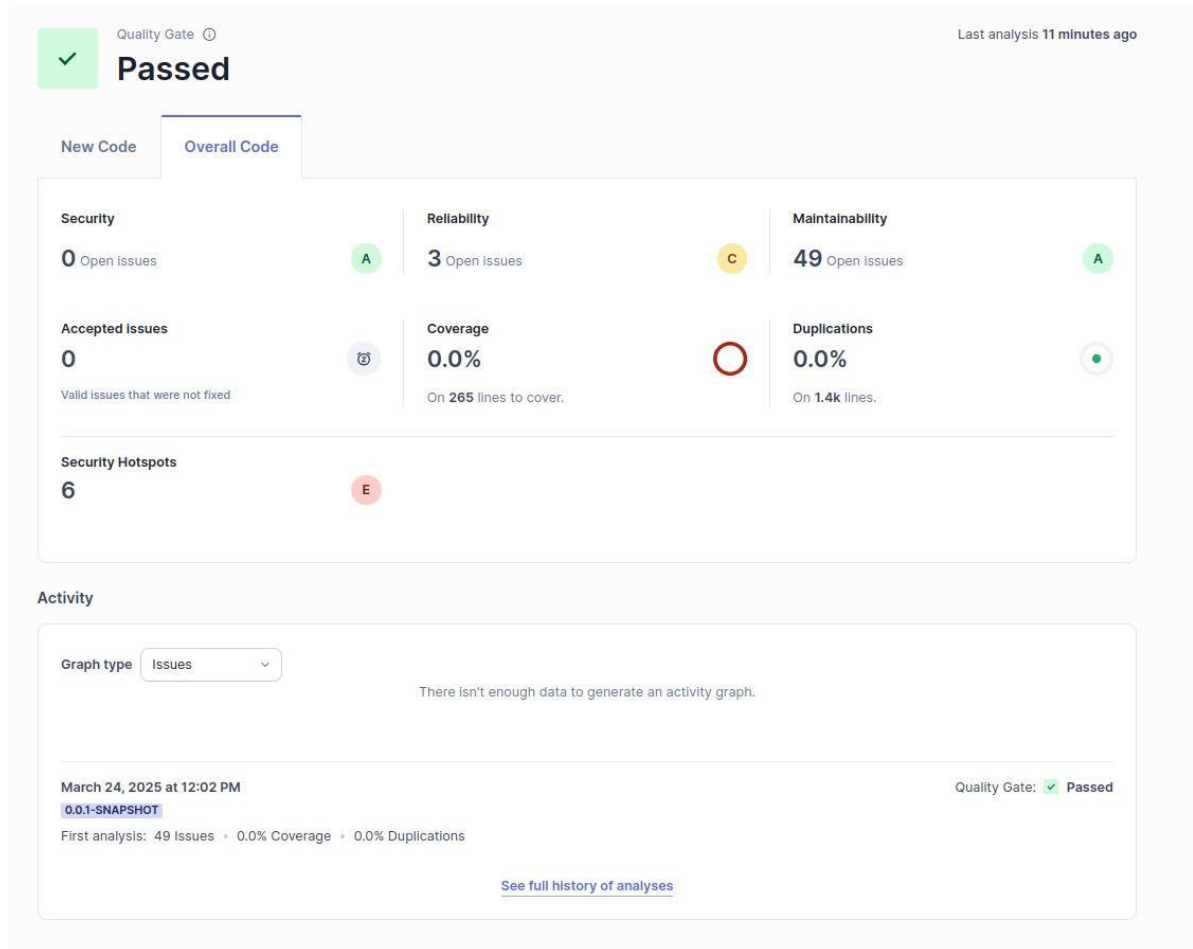 Quality Gate
Last analysis 11 minutes ago
Passed
New Code
Overall Code
Security
Reliability
Maintainability
0 Open issues
A
3 Open issues
C
49 Open issues
A
Accepted issues
Coverage
Duplications
0
0.0%
0.0%
Valid issues that were not fixed
On 265 lines to cover.
On 1.4k lines.
Security Hotspots
6
E
Activity
Graph type
Issues
There isn't enough data to generate an activity graph.
March 24, 2025 at 12:02 PM
Quality Gate: Passed
0.0.1-SNAPSHOT
First analysis: 49 Issues • 0.0% Coverage • 0.0% Duplications
See full history of analyses